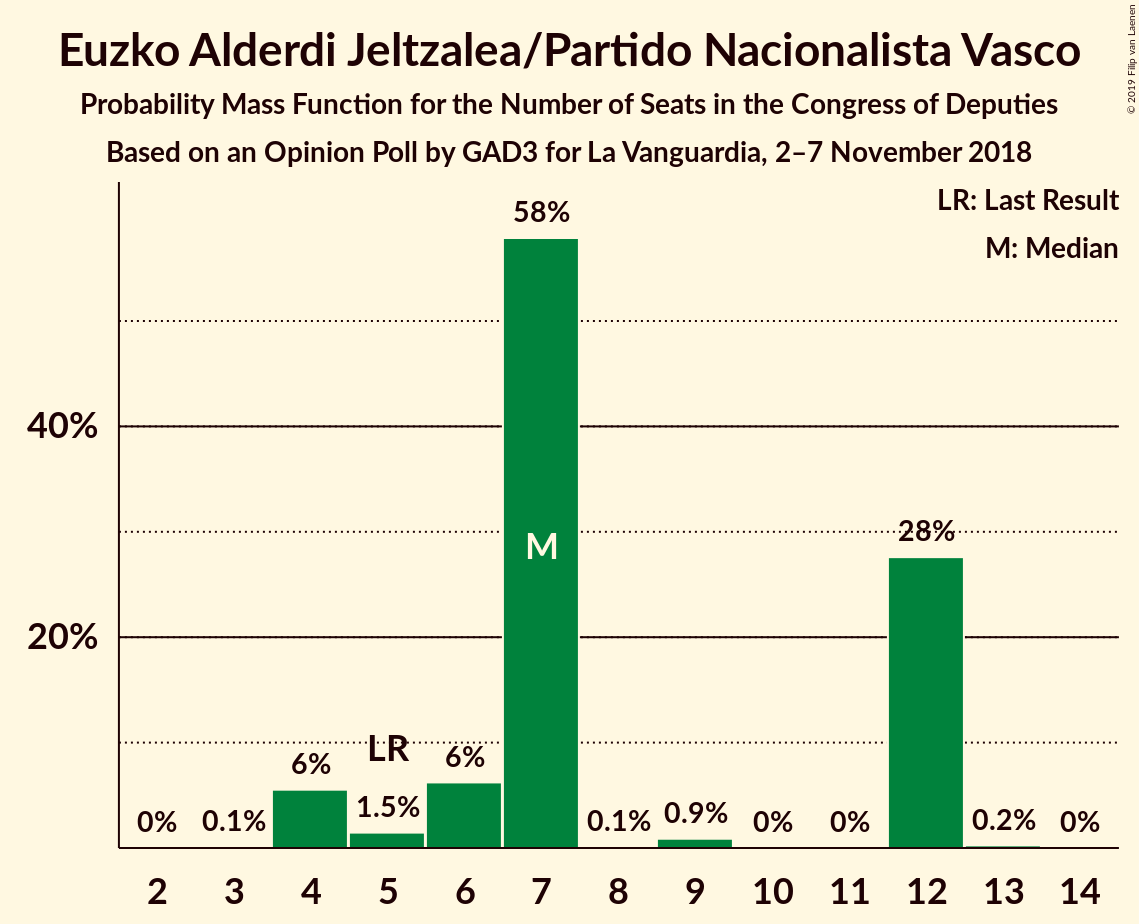 Euzko Alderdi Jeltzalea/Partido Nacionalista Vasco
Probability Mass Function for the Number of Seats in the Congress of Deputies
Based on an Opinion Poll by GAD3 for La Vanguardia, 2–7 November 2018
© 2019 Filip van Laenen
LR: Last Result
M: Median
58%
40%
M
28%
20%
LR
6%
6%
0%
0.1%
1.5%
0.1%
0.9%
0%
0%
0.2%
0%
2 3 4 5 6 7 8 9 10 11 12 13 14